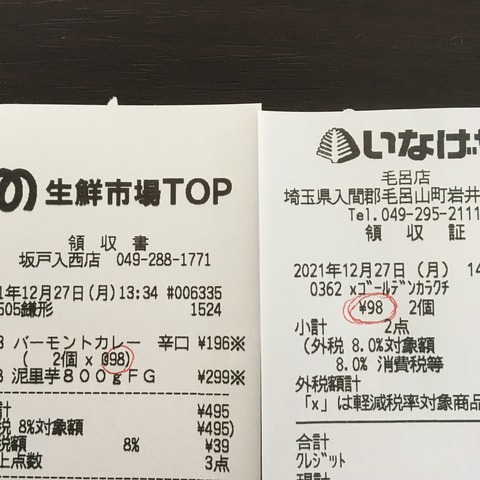 の 生鮮市場TOP
領 収 書
坂戸入西店 049-288-1771
1年12月27日(月)13:34 #006335
505鎌形 1524
3 バーモントカレー 辛口 ¥196※
( 2個 x @98)
3 泥里芋800gFG ¥299※
計 ¥495
税 8%対象額 ¥495)
税額 8% ¥39
上点数 3点
いなげ
毛呂店
埼玉県入間郡毛呂山町岩井
Tel.049-295-2111
領 収 証
2021年12月27日 (月) 14
0362 xゴールデンカラクチ
¥98 2個
小計 2点
(外税 8.0%対象額
8.0% 消費税等
外税額計
「x」は軽減税率対象商品
合計
クレジット